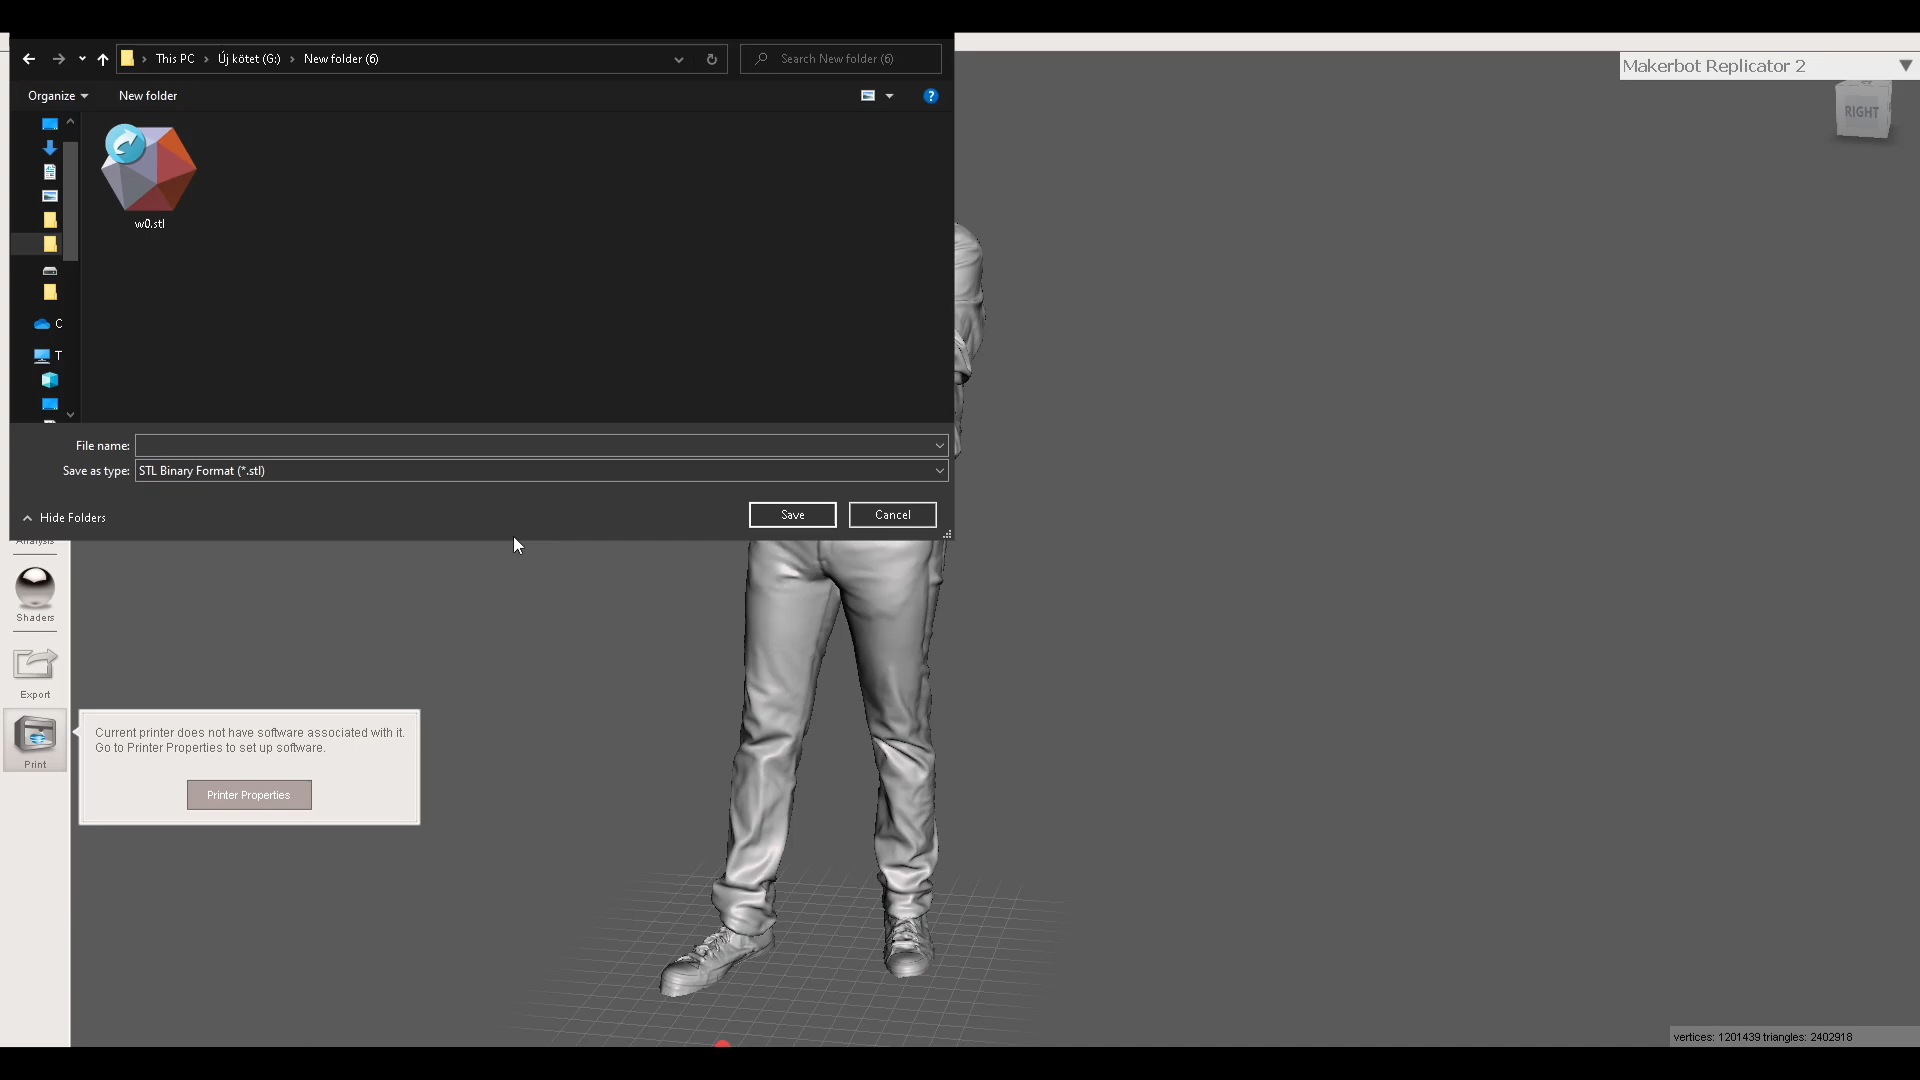 This PC > Új kötet (G:) > New folder (6)
Search New folder (6)
Organize
New folder
?
w0.stl
C
T
File name:
Save as type: STL Binary Format (*.stl)
Save
Cancel
Hide Folders
Makerbot Replicator 2
RIGHT
Analysis
Shaders
Export
Print
Current printer does not have software associated with it.
Go to Printer Properties to set up software.
Printer Properties
vertices: 1201439 triangles: 2402918